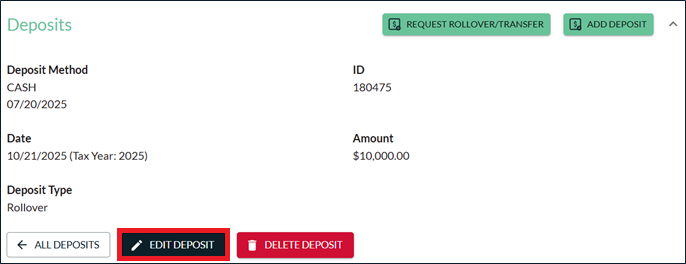 Deposits
REQUEST ROLLOVER/TRANSFER
ADD DEPOSIT
Deposit Method
CASH
07/20/2025
ID
180475
Date
10/21/2025 (Tax Year: 2025)
Amount
$10,000.00
Deposit Type
Rollover
ALL DEPOSITS
EDIT DEPOSIT
DELETE DEPOSIT